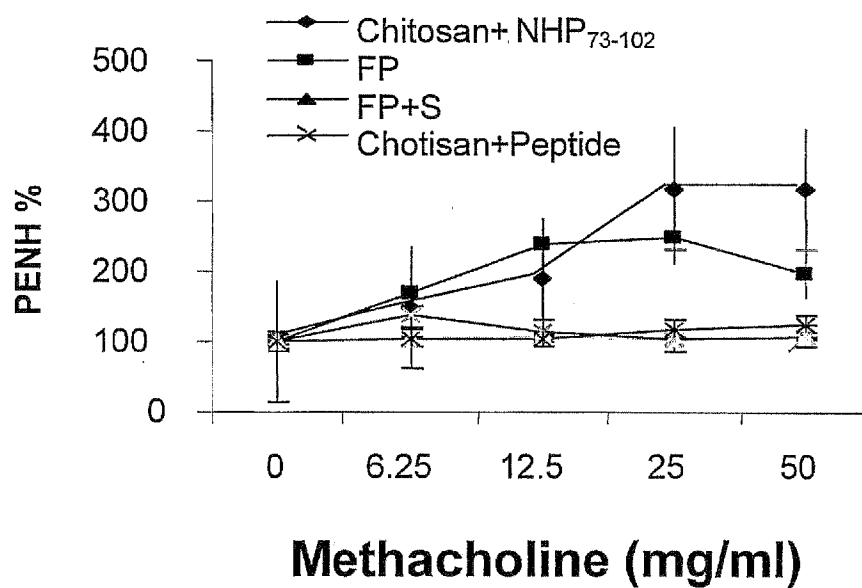 Chitosan+ NHP73-102
FP
FP+S
Chotisan+Peptide
500
400
300
200
100
0
PENH %
0 6.25 12.5 25 50
Methacholine (mg/ml)